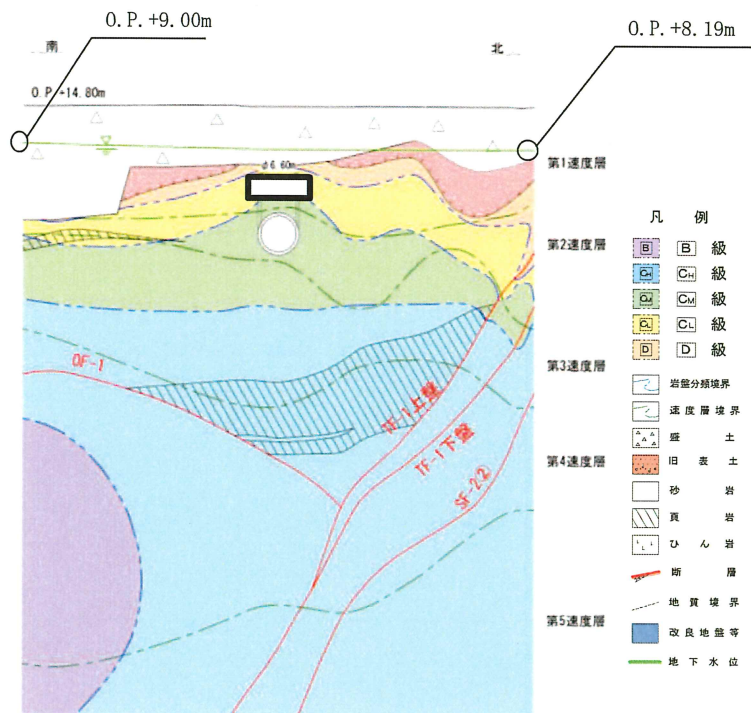 O.P.+9.00m
O.P.+8.19m
南
北
O.P.+14.80m
φ6.60m
第1速度層
第2速度層
第3速度層
第4速度層
第5速度層
OF-1
TF-1上盤
TF-1下盤
SF-2②
凡 例
B B 級
CH CH 級
CM CM 級
CL CL 級
D D 級
岩盤分類境界
速度層境界
盛 土
旧 表 土
砂 岩
頁 岩
ひ ん 岩
断 層
地 質 境 界
改良地盤等
地 下 水 位